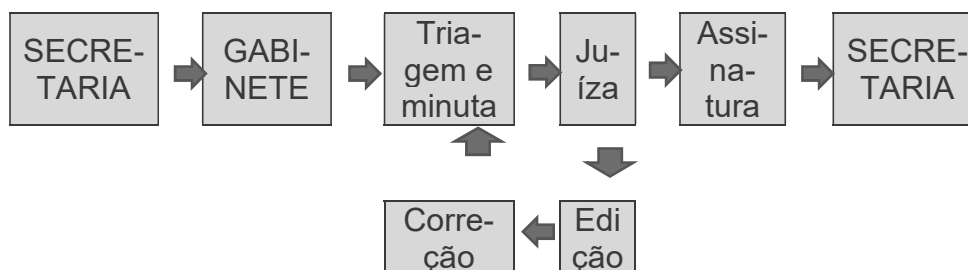 SECRE-
TARIA
GABI-
NETE
Tria-
gem e
minuta
Ju-
íza
Assi-
na-
tura
SECRE-
TARIA
Corre-
ção
Edi
ção